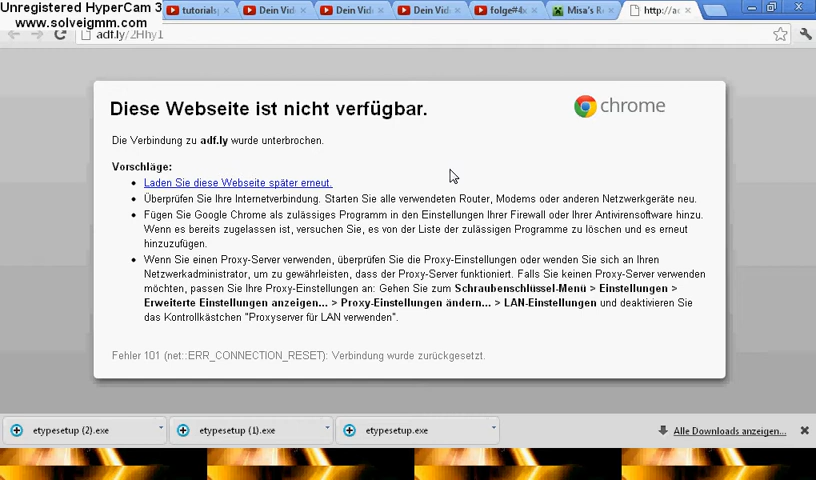 Unregistered HyperCam 3
www.solveigmm.com
tutorials
Dein Vid
Dein Vid
Dein Vid
folge#4x
Misa's R
http://ac
adf.ly/2Hhy1
Diese Webseite ist nicht verfügbar.
chrome
Die Verbindung zu adf.ly wurde unterbrochen.
Vorschläge:
Laden Sie diese Webseite später erneut.
Überprüfen Sie Ihre Internetverbindung. Starten Sie alle verwendeten Router, Modems oder anderen Netzwerkgeräte neu.
Fügen Sie Google Chrome als zulässiges Programm in den Einstellungen Ihrer Firewall oder Ihrer Antivirensoftware hinzu.
Wenn es bereits zugelassen ist, versuchen Sie, es von der Liste der zulässigen Programme zu löschen und es erneut
hinzuzufügen.
Wenn Sie einen Proxy-Server verwenden, überprüfen Sie die Proxy-Einstellungen oder wenden Sie sich an Ihren
Netzwerkadministrator, um zu gewährleisten, dass der Proxy-Server funktioniert. Falls Sie keinen Proxy-Server verwenden
möchten, passen Sie Ihre Proxy-Einstellungen an: Gehen Sie zum Schraubenschlüssel-Menü > Einstellungen >
Erweiterte Einstellungen anzeigen... > Proxy-Einstellungen ändern... > LAN-Einstellungen und deaktivieren Sie
das Kontrollkästchen "Proxyserver für LAN verwenden".
Fehler 101 (net::ERR_CONNECTION_RESET): Verbindung wurde zurückgesetzt.
etypesetup (2).exe
etypesetup (1).exe
etypesetup.exe
Alle Downloads anzeigen...